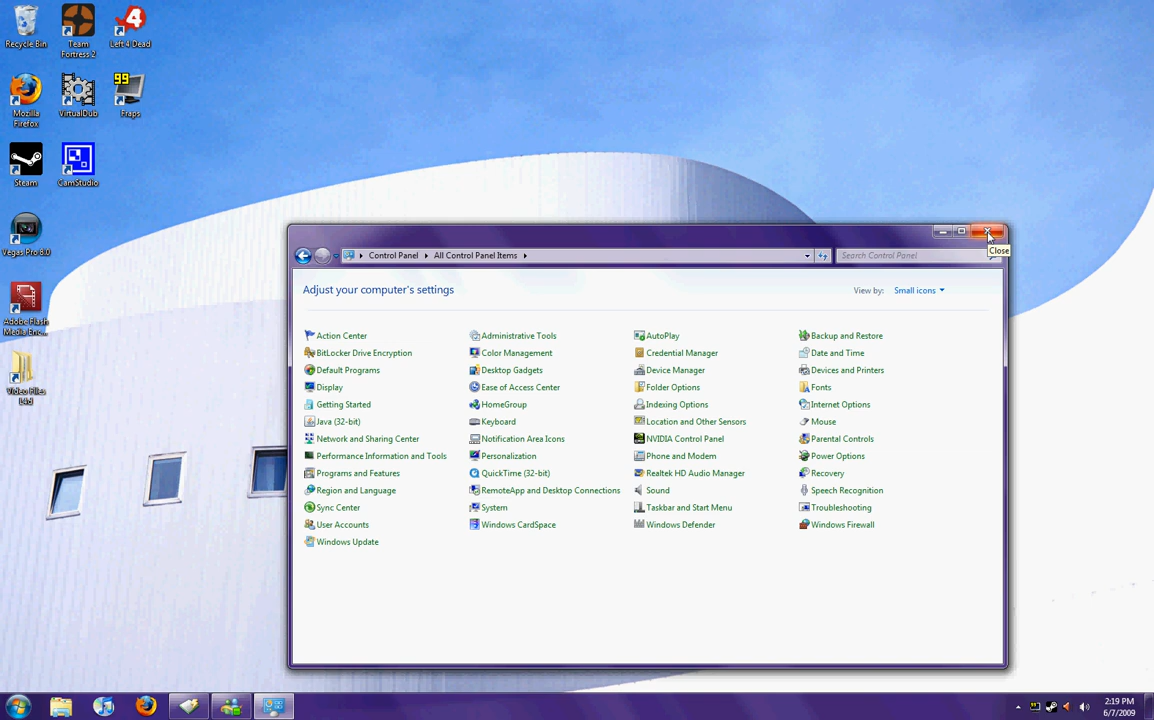 Recycle Bin
Team
Fortress 2
Left 4 Dead
99
Mozilla
Firefox
VirtualDub
Fraps
Steam
CamStudio
Vegas Pro 8.0
Adobe Flash
Media Enc...
Video Files
L4d
Control Panel
All Control Panel Items
Search Control Panel
Close
Adjust your computer's settings
View by: Small icons
Action Center
Administrative Tools
AutoPlay
Backup and Restore
BitLocker Drive Encryption
Color Management
Credential Manager
Date and Time
Default Programs
Desktop Gadgets
Device Manager
Devices and Printers
Display
Ease of Access Center
Folder Options
Fonts
Getting Started
HomeGroup
Indexing Options
Internet Options
Java (32-bit)
Keyboard
Location and Other Sensors
Mouse
Network and Sharing Center
Notification Area Icons
NVIDIA Control Panel
Parental Controls
Performance Information and Tools
Personalization
Phone and Modem
Power Options
Programs and Features
QuickTime (32-bit)
Realtek HD Audio Manager
Recovery
Region and Language
RemoteApp and Desktop Connections
Sound
Speech Recognition
Sync Center
System
Taskbar and Start Menu
Troubleshooting
User Accounts
Windows CardSpace
Windows Defender
Windows Firewall
Windows Update
2:19 PM
6/7/2009